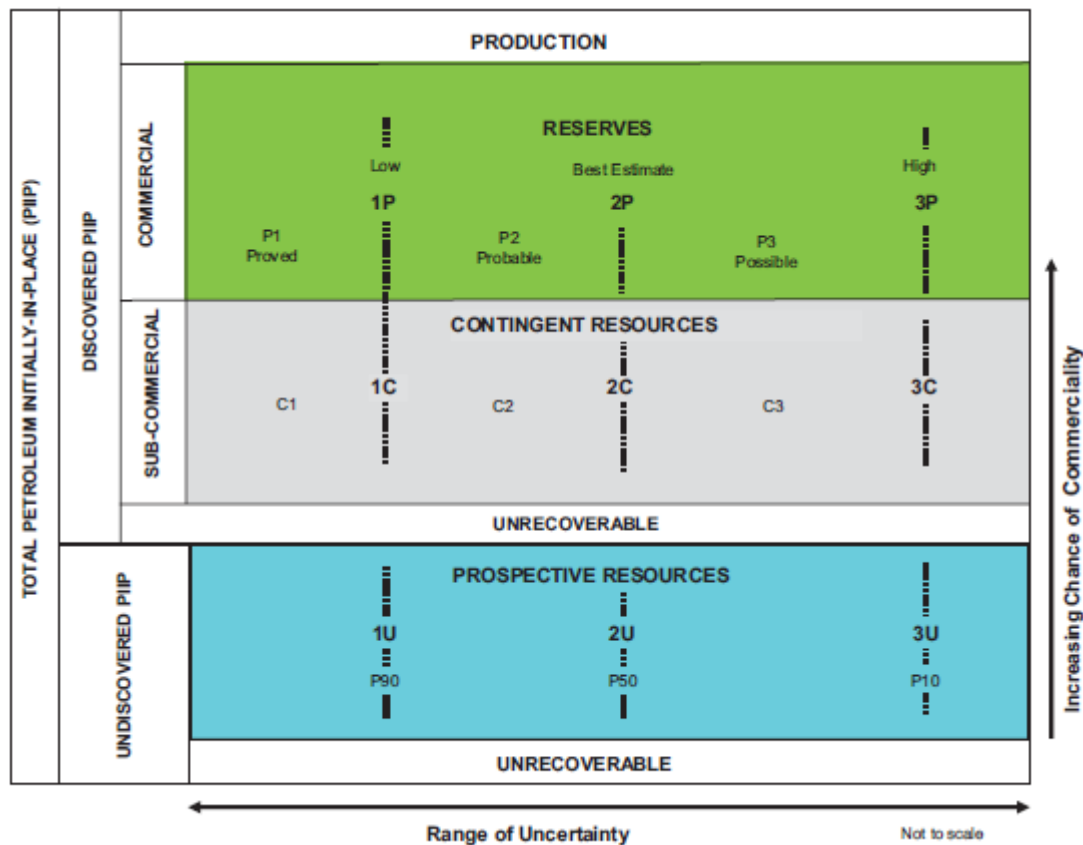 TOTAL PETROLEUM INITIALLY-IN-PLACE (PIIP)
DISCOVERED PIIP
UNDISCOVERED PIIP
COMMERCIAL
SUB-COMMERCIAL
PRODUCTION
RESERVES
Low
Best Estimate
High
1P
2P
3P
P1
Proved
P2
Probable
P3
Possible
CONTINGENT RESOURCES
1C
2C
3C
C1
C2
C3
UNRECOVERABLE
PROSPECTIVE RESOURCES
1U
2U
3U
P90
P50
P10
UNRECOVERABLE
Increasing Chance of Commerciality
Range of Uncertainty
Not to scale